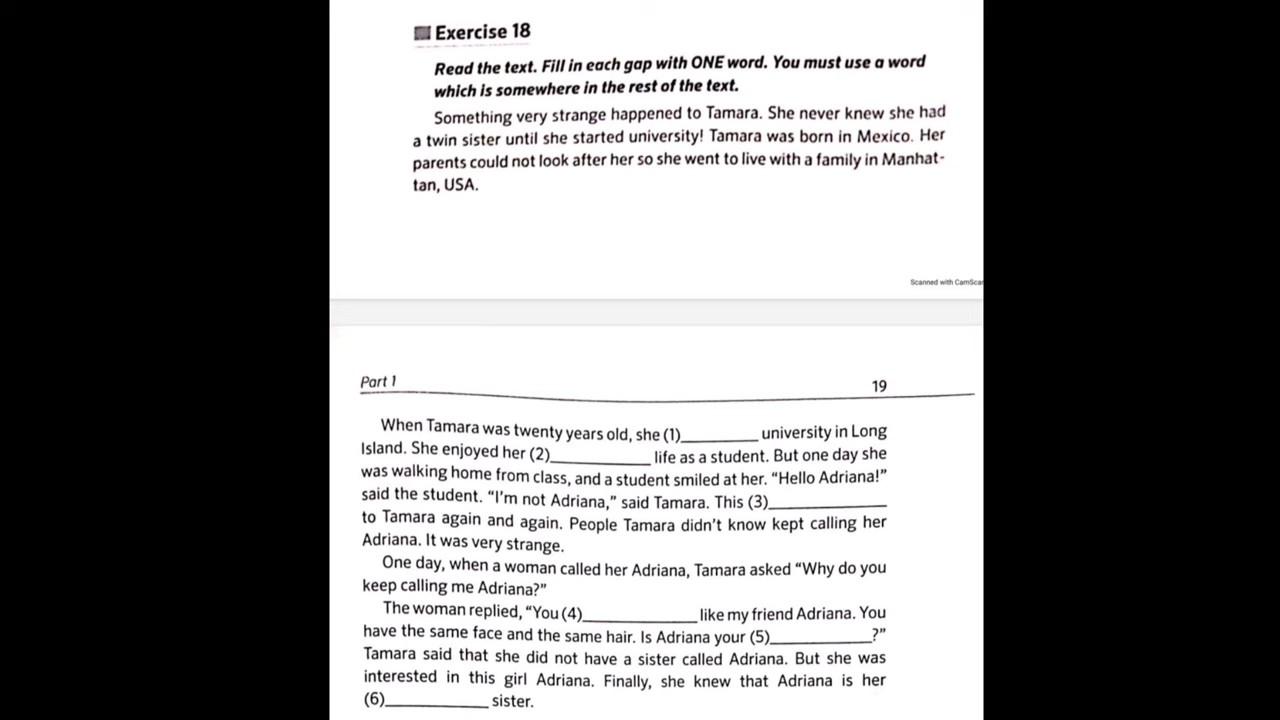 Exercise 18
Read the text. Fill in each gap with ONE word. You must use a word
which is somewhere in the rest of the text.
Something very strange happened to Tamara. She never knew she had
a twin sister until she started university! Tamara was born in Mexico. Her
parents could not look after her so she went to live with a family in Manhat-
tan, USA.
Scanned with CamScan
Part 1 19
When Tamara was twenty years old, she (1)__________ university in Long
Island. She enjoyed her (2)__________ life as a student. But one day she
was walking home from class, and a student smiled at her. “Hello Adriana!”
said the student. “I’m not Adriana,” said Tamara. This (3)__________
to Tamara again and again. People Tamara didn’t know kept calling her
Adriana. It was very strange.
One day, when a woman called her Adriana, Tamara asked “Why do you
keep calling me Adriana?”
The woman replied, “You (4)__________ like my friend Adriana. You
have the same face and the same hair. Is Adriana your (5)__________?”
Tamara said that she did not have a sister called Adriana. But she was
interested in this girl Adriana. Finally, she knew that Adriana is her
(6)__________ sister.